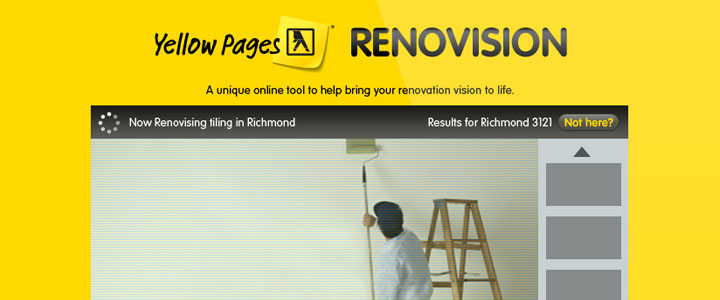 Yellow Pages RENOVISION
A unique online tool to help bring your renovation vision to life.
Now Renovising tiling in Richmond Results for Richmond 3121 Not here?